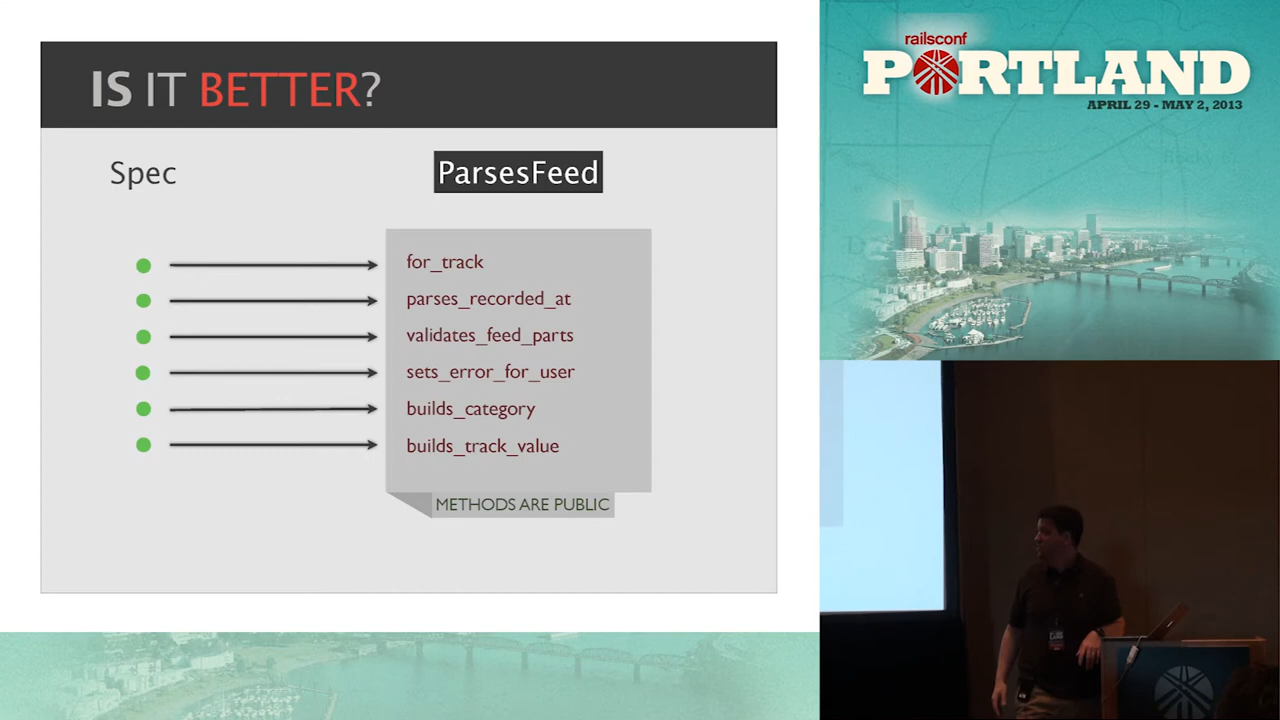 IS IT BETTER?
Spec
ParsesFeed
for_track
parses_recorded_at
validates_feed_parts
sets_error_for_user
builds_category
builds_track_value
METHODS ARE PUBLIC
railsconf
PORTLAND
APRIL 29 - MAY 2, 2013